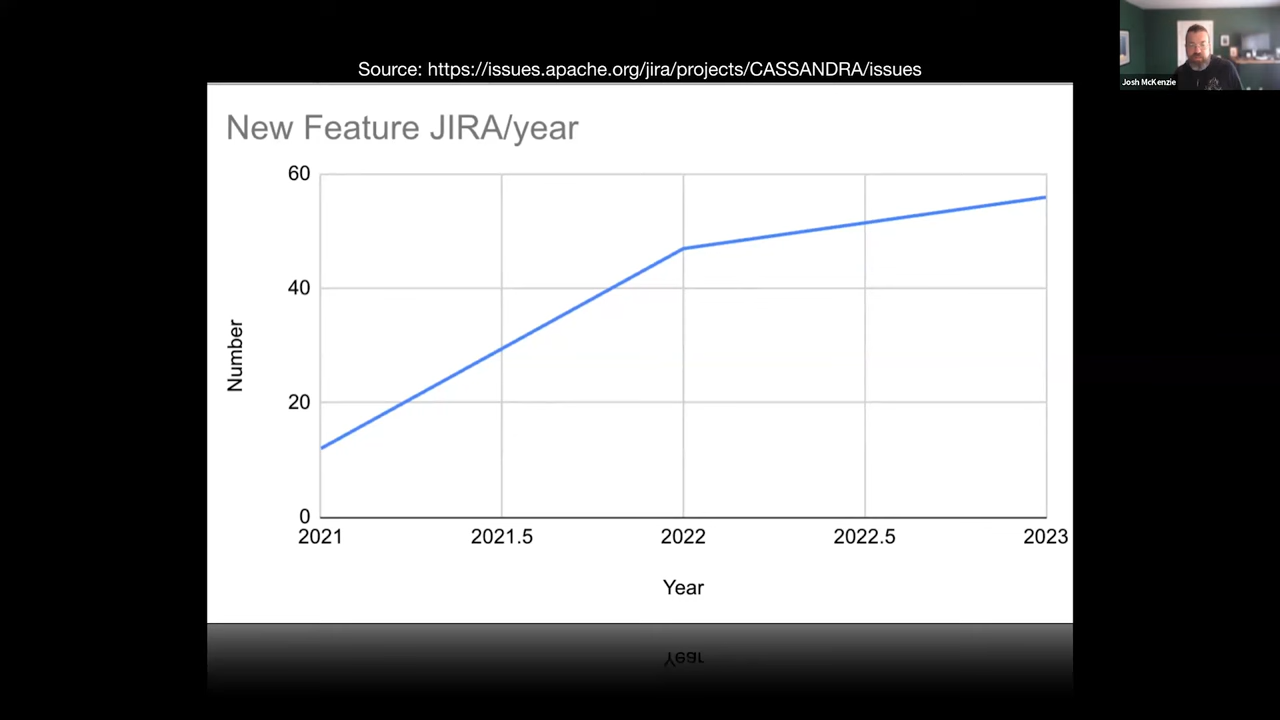 Source: https://issues.apache.org/jira/projects/CASSANDRA/issues
Josh McKenzie
New Feature JIRA/year
60
40
20
0
Number
2021
2021.5
2022
2022.5
2023
Year
Year